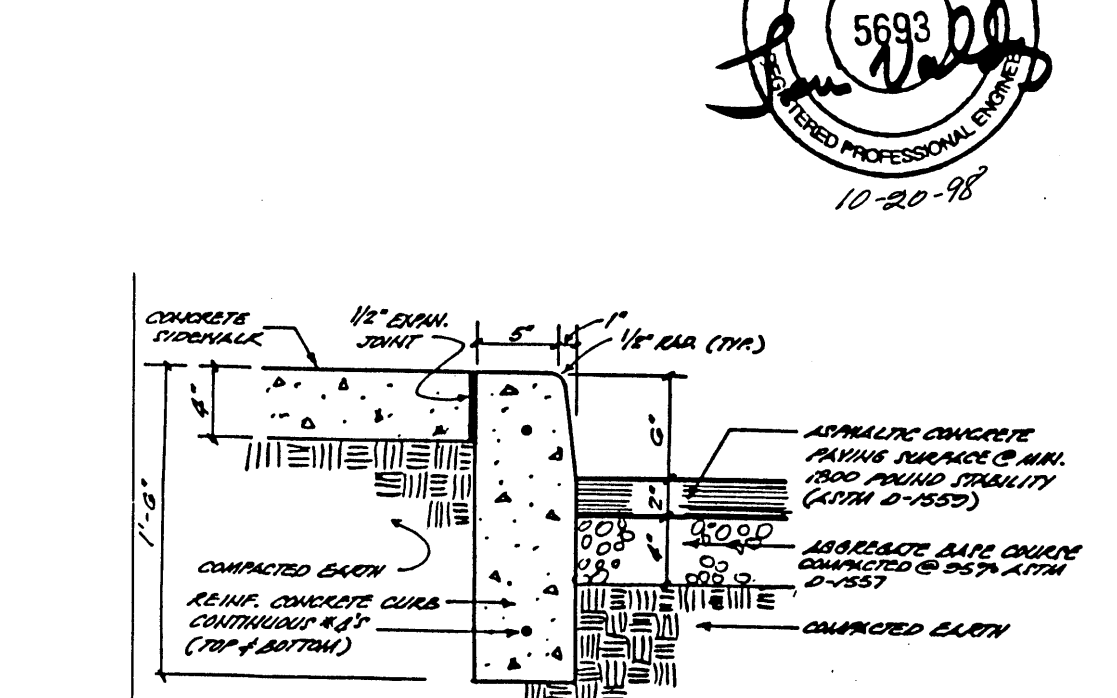 5693
REGISTERED PROFESSIONAL ENGINEER
10-20-98
CONCRETE
SIDEWALK
1/2" EXPAN.
JOINT
5"
1"
1/2" RAD. (TYP.)
4"
6"
2"
4"
1'-6"
ASPHALTIC CONCRETE
PAVING SURFACE @ MIN.
1800 POUND STABILITY
(ASTM D-1559)
AGGREGATE BASE COURSE
COMPACTED @ 95% ASTM
D-1557
COMPACTED EARTH
COMPACTED EARTH
REINF. CONCRETE CURB
CONTINUOUS #4'S
(TOP & BOTTOM)